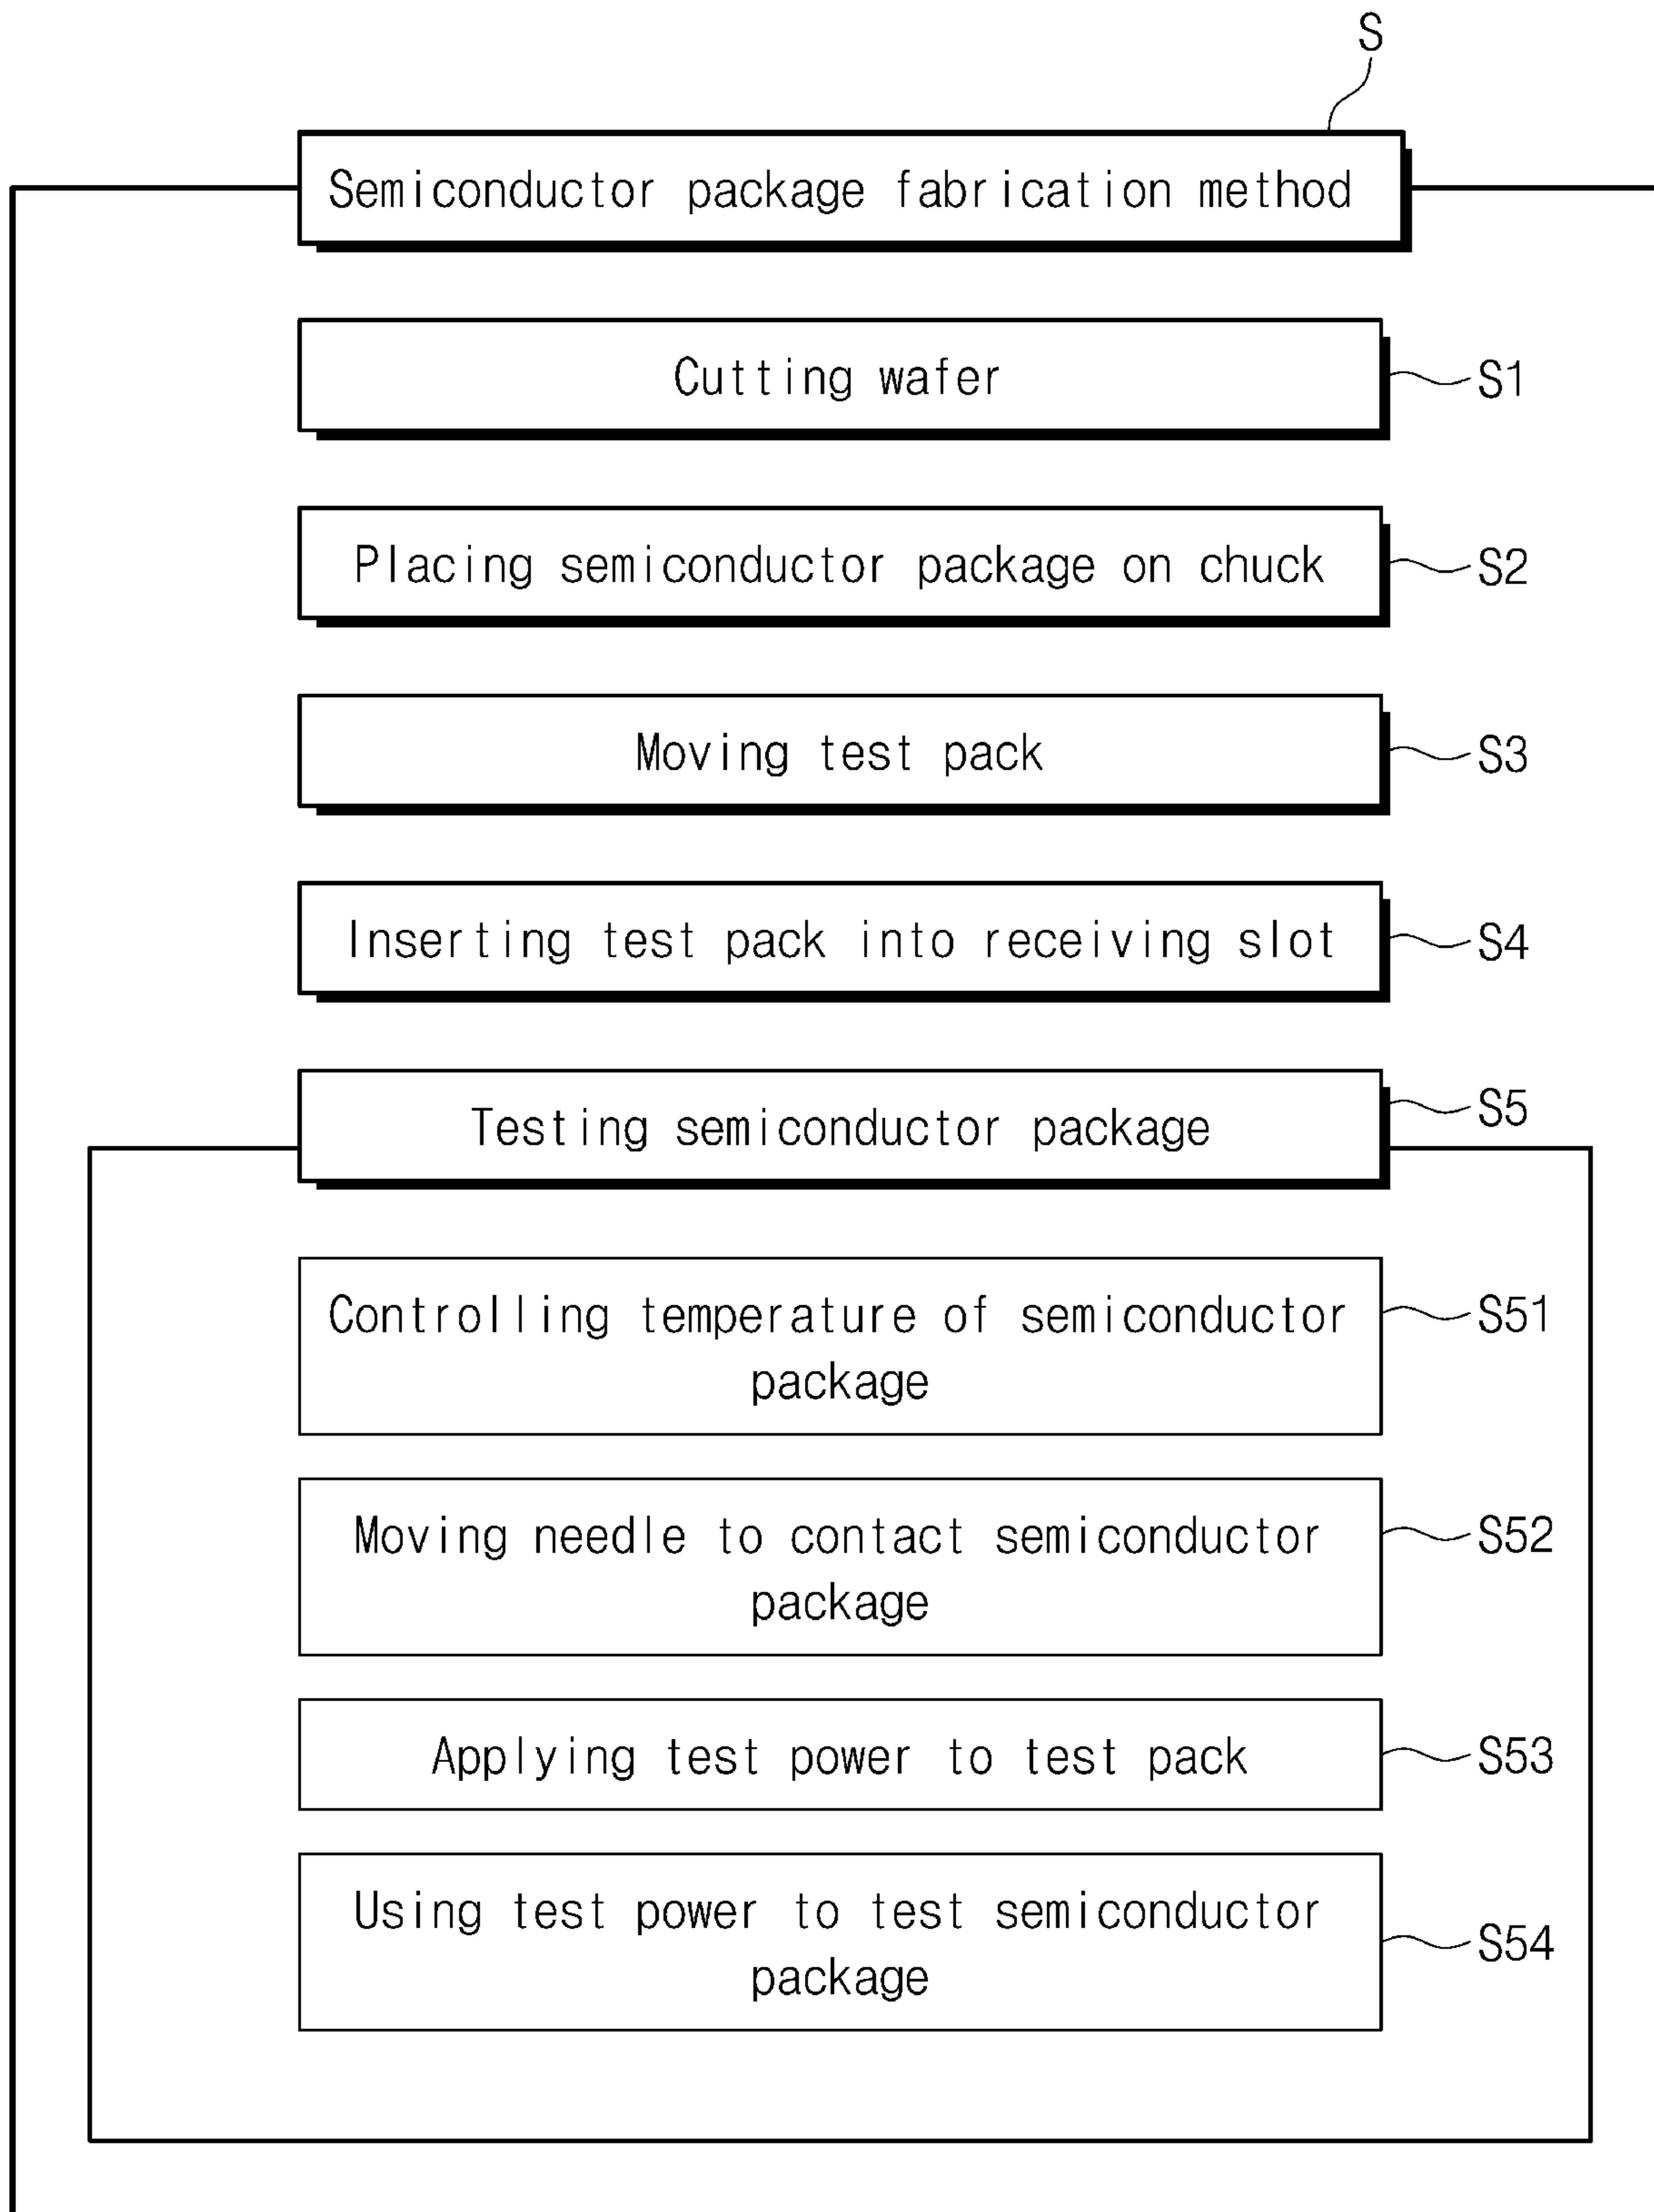 S
Semiconductor package fabrication method
Cutting wafer
S1
Placing semiconductor package on chuck
S2
Moving test pack
S3
Inserting test pack into receiving slot
S4
Testing semiconductor package
S5
Controlling temperature of semiconductor
package
S51
Moving needle to contact semiconductor
package
S52
Applying test power to test pack
S53
Using test power to test semiconductor
package
S54